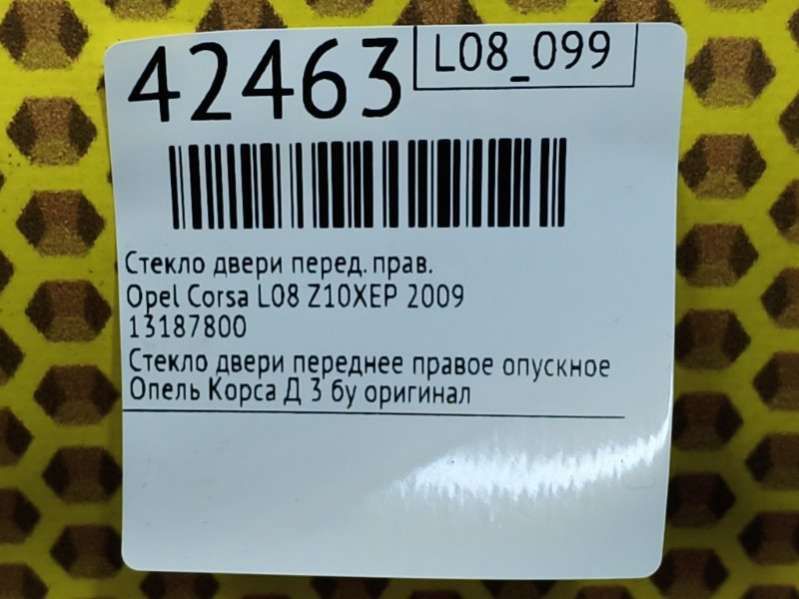 42463
L08_099
Стекло двери перед. прав.
Opel Corsa L08 Z10XEP 2009
13187800
Стекло двери переднее правое опускное
Опель Корса Д 3 бу оригинал